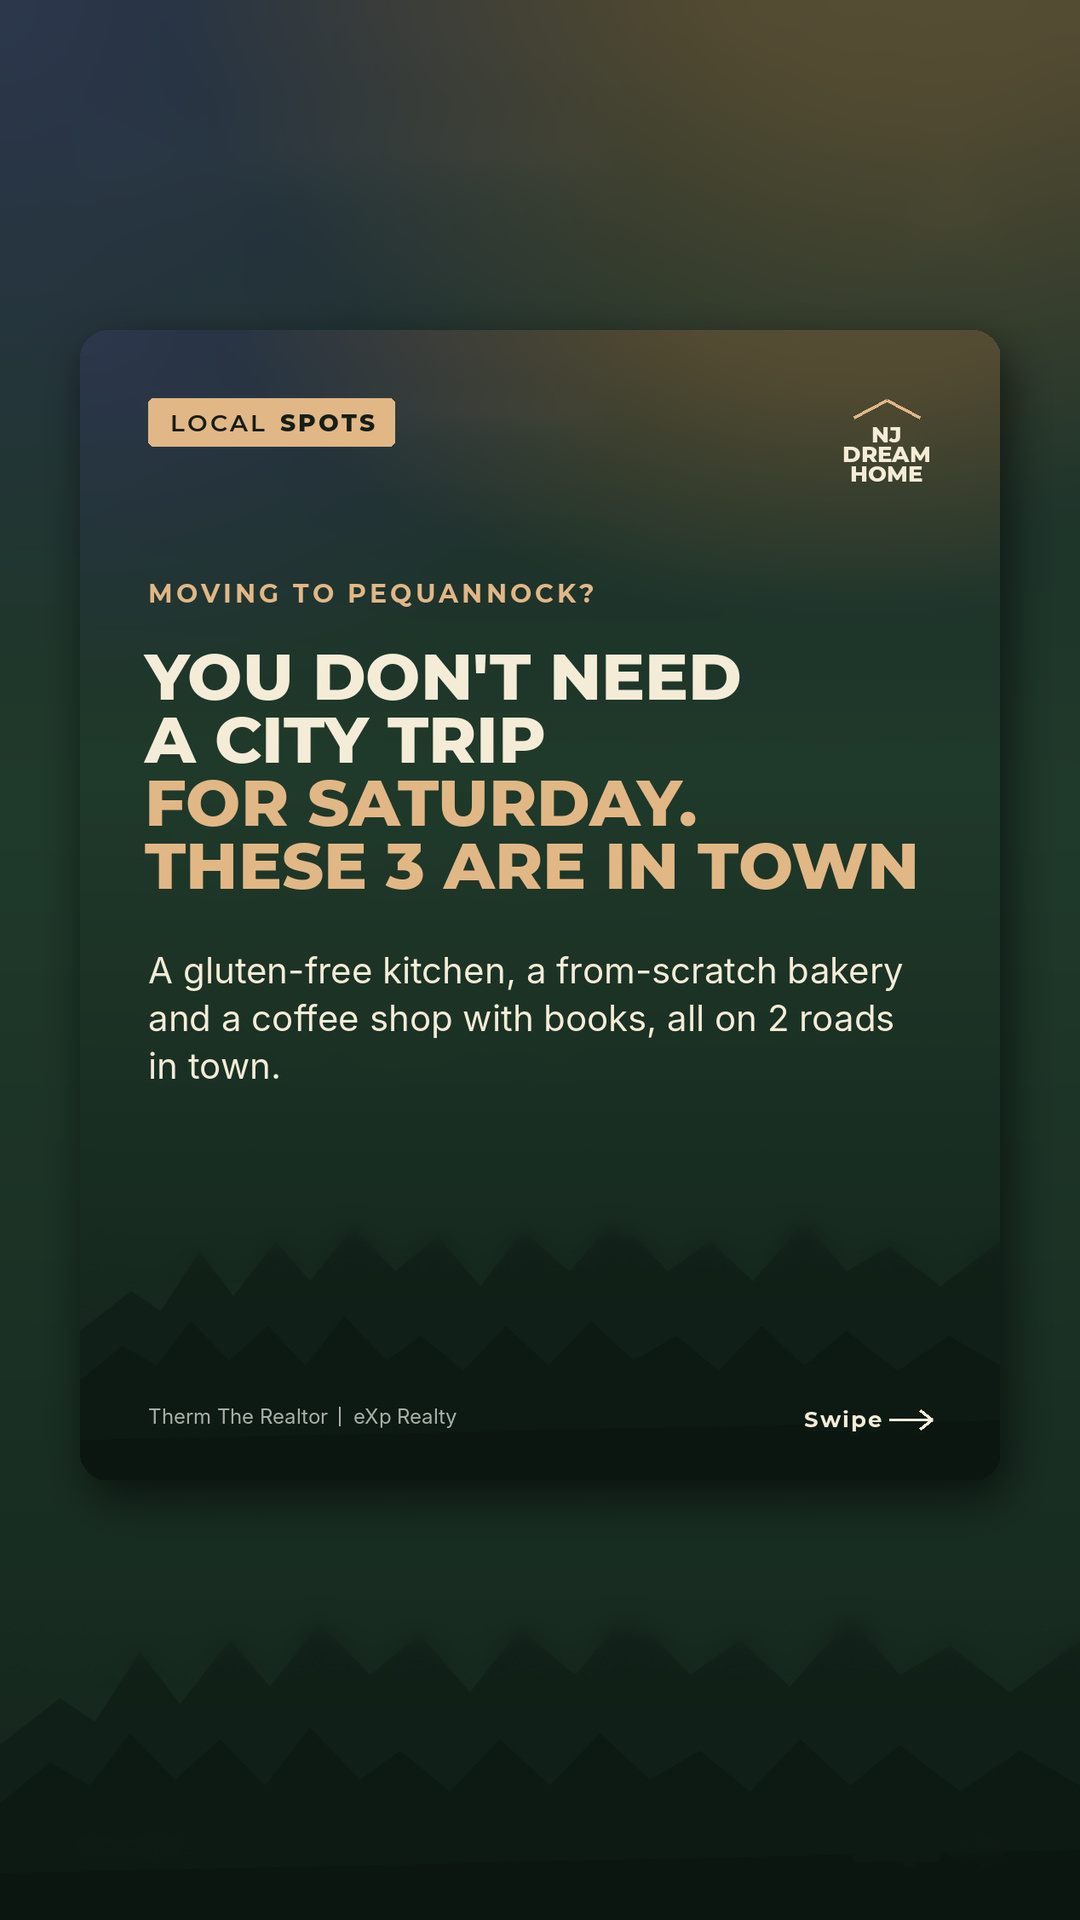 LOCAL SPOTS
NJ
DREAM
HOME
MOVING TO PEQUANNOCK?
YOU DON'T NEED
A CITY TRIP
FOR SATURDAY.
THESE 3 ARE IN TOWN
A gluten-free kitchen, a from-scratch bakery
and a coffee shop with books, all on 2 roads
in town.
Therm The Realtor | eXp Realty
Swipe